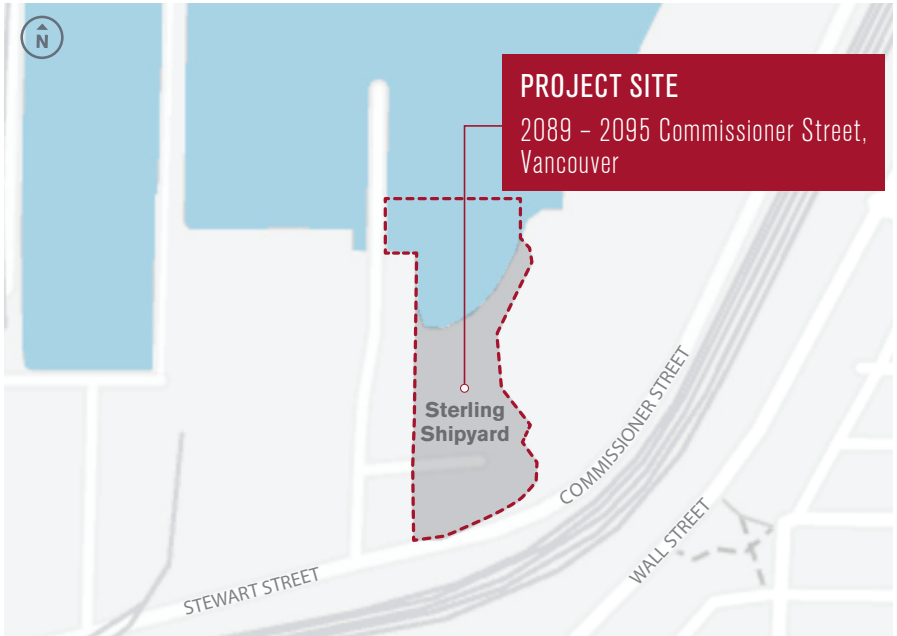 N
PROJECT SITE
2089 – 2095 Commissioner Street,
Vancouver
Sterling
Shipyard
COMMISSIONER STREET
WALL STREET
STEWART STREET